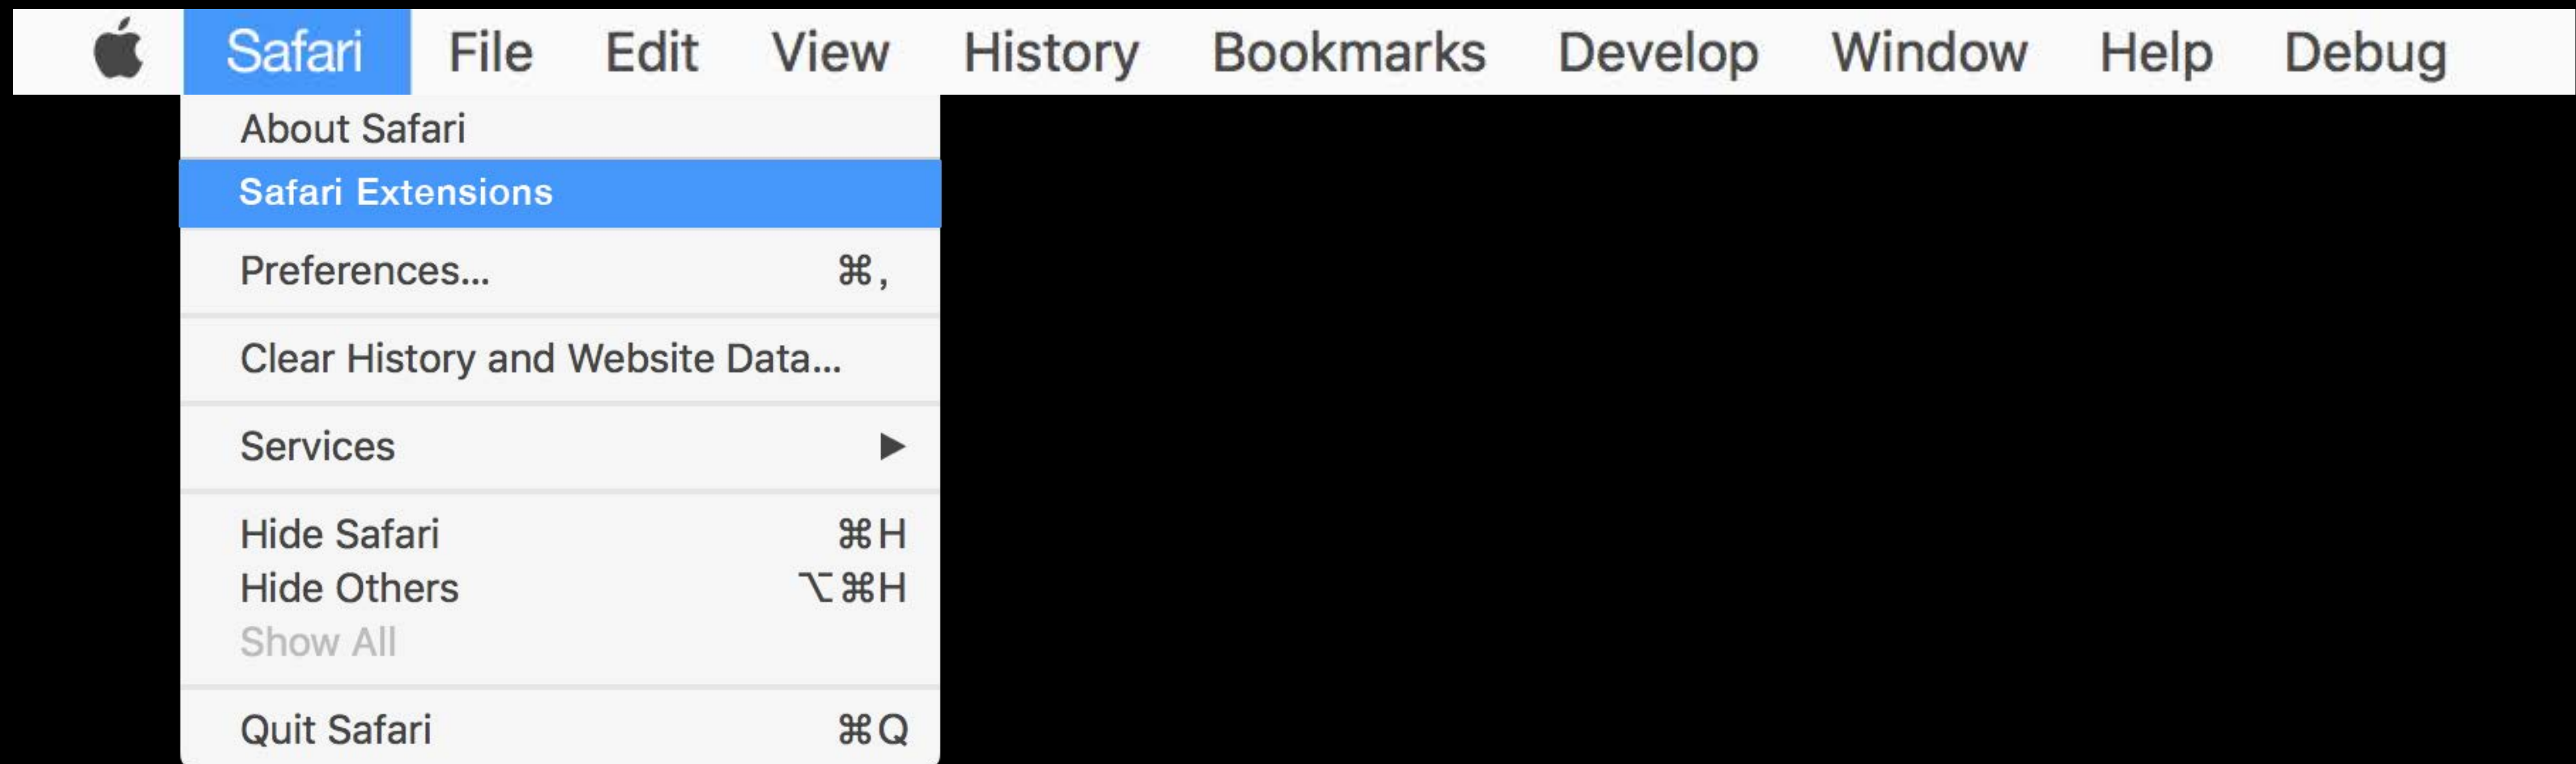 Safari File Edit View History Bookmarks Develop Window Help Debug
About Safari
Safari Extensions
Preferences... ⌘,
Clear History and Website Data...
Services ▶
Hide Safari ⌘H
Hide Others ⌥⌘H
Show All
Quit Safari ⌘Q